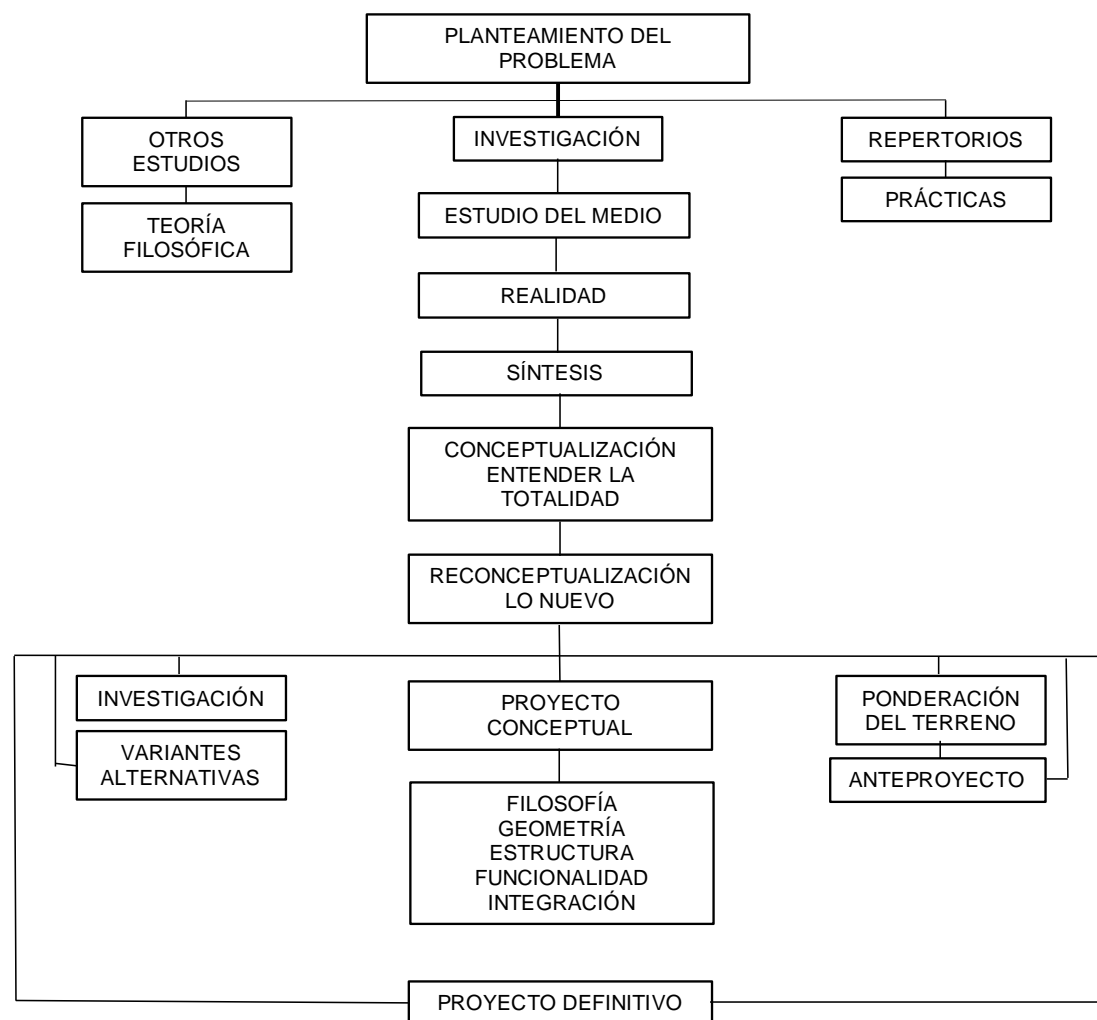 PLANTEAMIENTO DEL
PROBLEMA
OTROS
ESTUDIOS
INVESTIGACIÓN
REPERTORIOS
TEORÍA
FILOSÓFICA
ESTUDIO DEL MEDIO
PRÁCTICAS
REALIDAD
SÍNTESIS
CONCEPTUALIZACIÓN
ENTENDER LA
TOTALIDAD
RECONCEPTUALIZACIÓN
LO NUEVO
INVESTIGACIÓN
PROYECTO
CONCEPTUAL
PONDERACIÓN
DEL TERRENO
VARIANTES
ALTERNATIVAS
ANTEPROYECTO
FILOSOFÍA
GEOMETRÍA
ESTRUCTURA
FUNCIONALIDAD
INTEGRACIÓN
PROYECTO DEFINITIVO